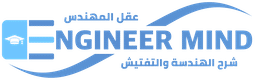 عقل المهندس
ENGINEER MIND
شرح الهندسة والتفتيش